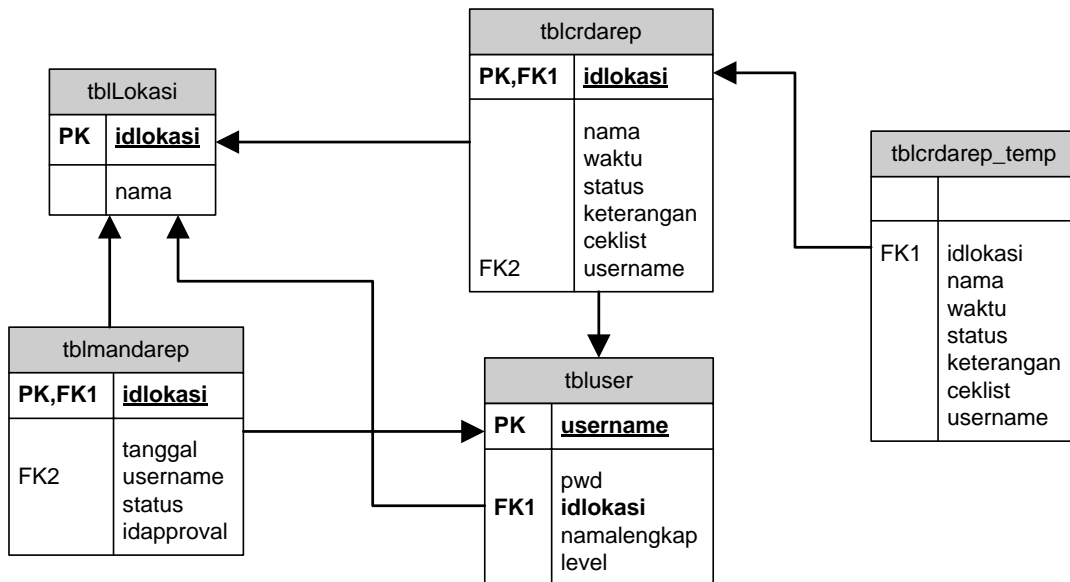 tblcrdarep
PK,FK1 idlokasi
nama
waktu
status
keterangan
ceklist
FK2 username
tblLokasi
PK idlokasi
nama
tblcrdarep_temp
FK1 idlokasi
nama
waktu
status
keterangan
ceklist
username
tblmandarep
PK,FK1 idlokasi
tanggal
FK2 username
status
idapproval
tbluser
PK username
pwd
FK1 idlokasi
namalengkap
level